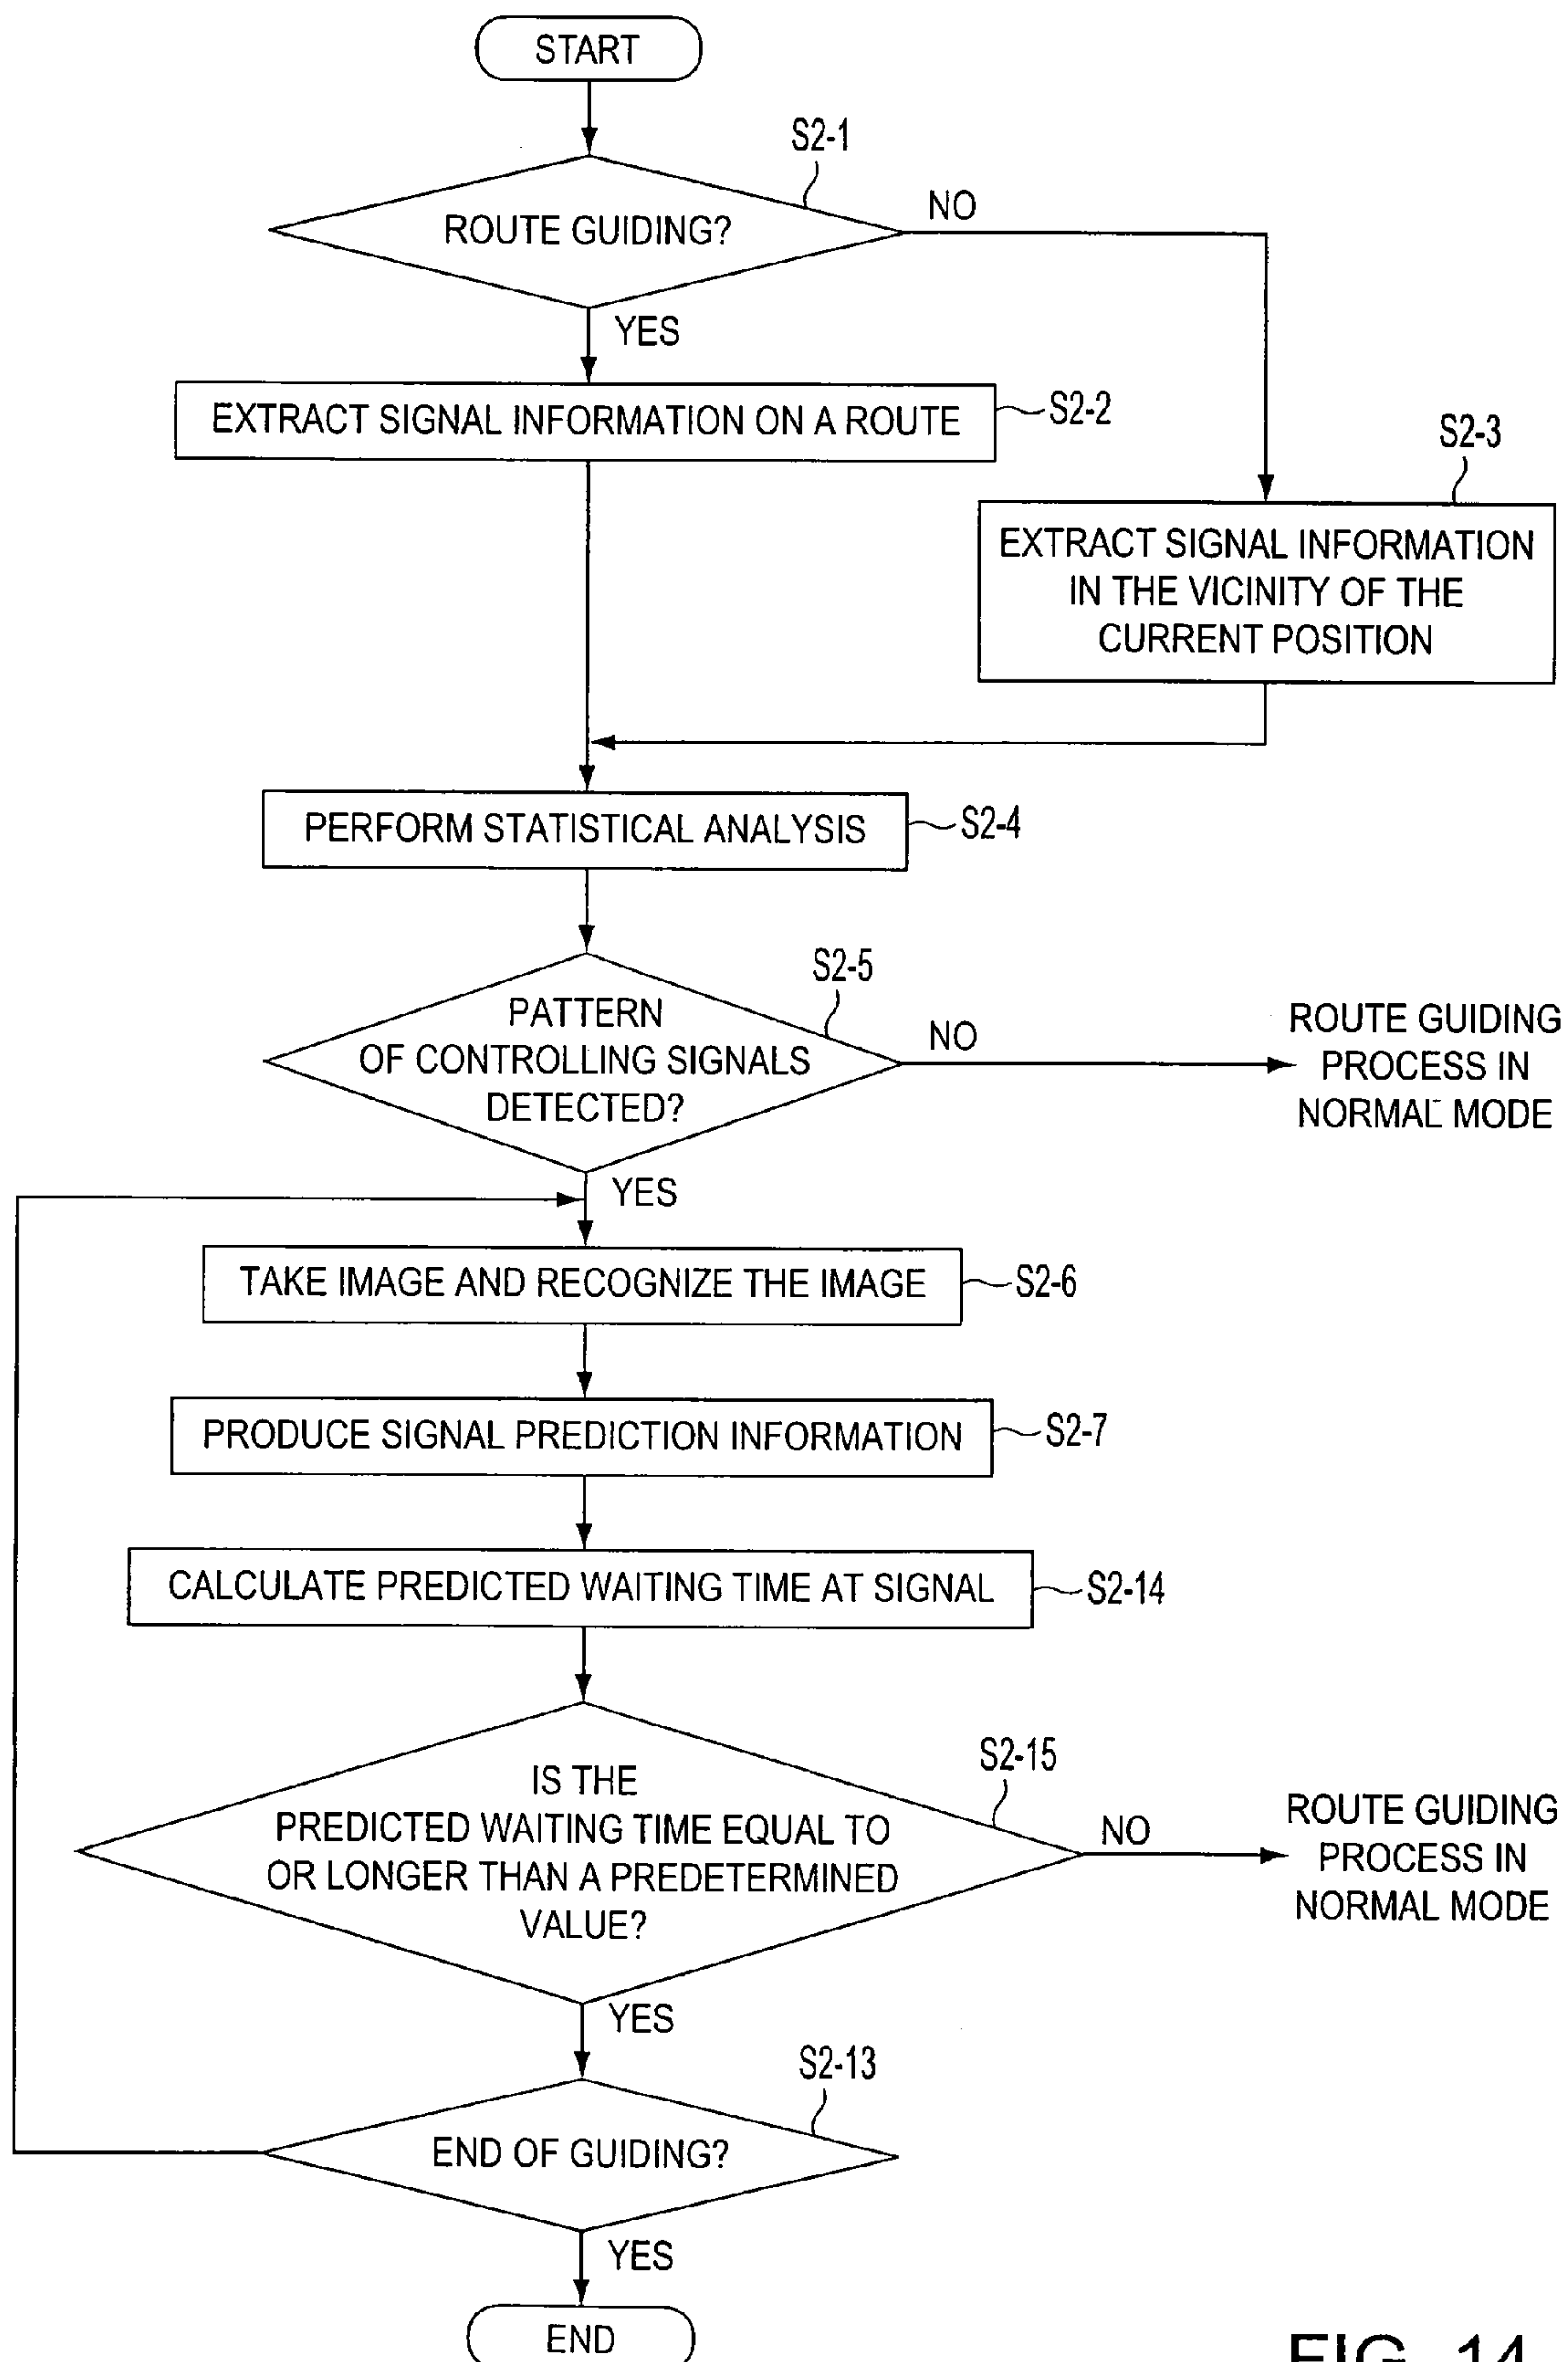 START
S2-1
ROUTE GUIDING?
NO
YES
EXTRACT SIGNAL INFORMATION ON A ROUTE
S2-2
S2-3
EXTRACT SIGNAL INFORMATION
IN THE VICINITY OF THE
CURRENT POSITION
PERFORM STATISTICAL ANALYSIS
S2-4
S2-5
PATTERN
OF CONTROLLING SIGNALS
DETECTED?
NO
ROUTE GUIDING
PROCESS IN
NORMAL MODE
YES
TAKE IMAGE AND RECOGNIZE THE IMAGE
S2-6
PRODUCE SIGNAL PREDICTION INFORMATION
S2-7
CALCULATE PREDICTED WAITING TIME AT SIGNAL
S2-14
S2-15
IS THE
PREDICTED WAITING TIME EQUAL TO
OR LONGER THAN A PREDETERMINED
VALUE?
NO
ROUTE GUIDING
PROCESS IN
NORMAL MODE
YES
S2-13
END OF GUIDING?
YES
END
FIG. 14